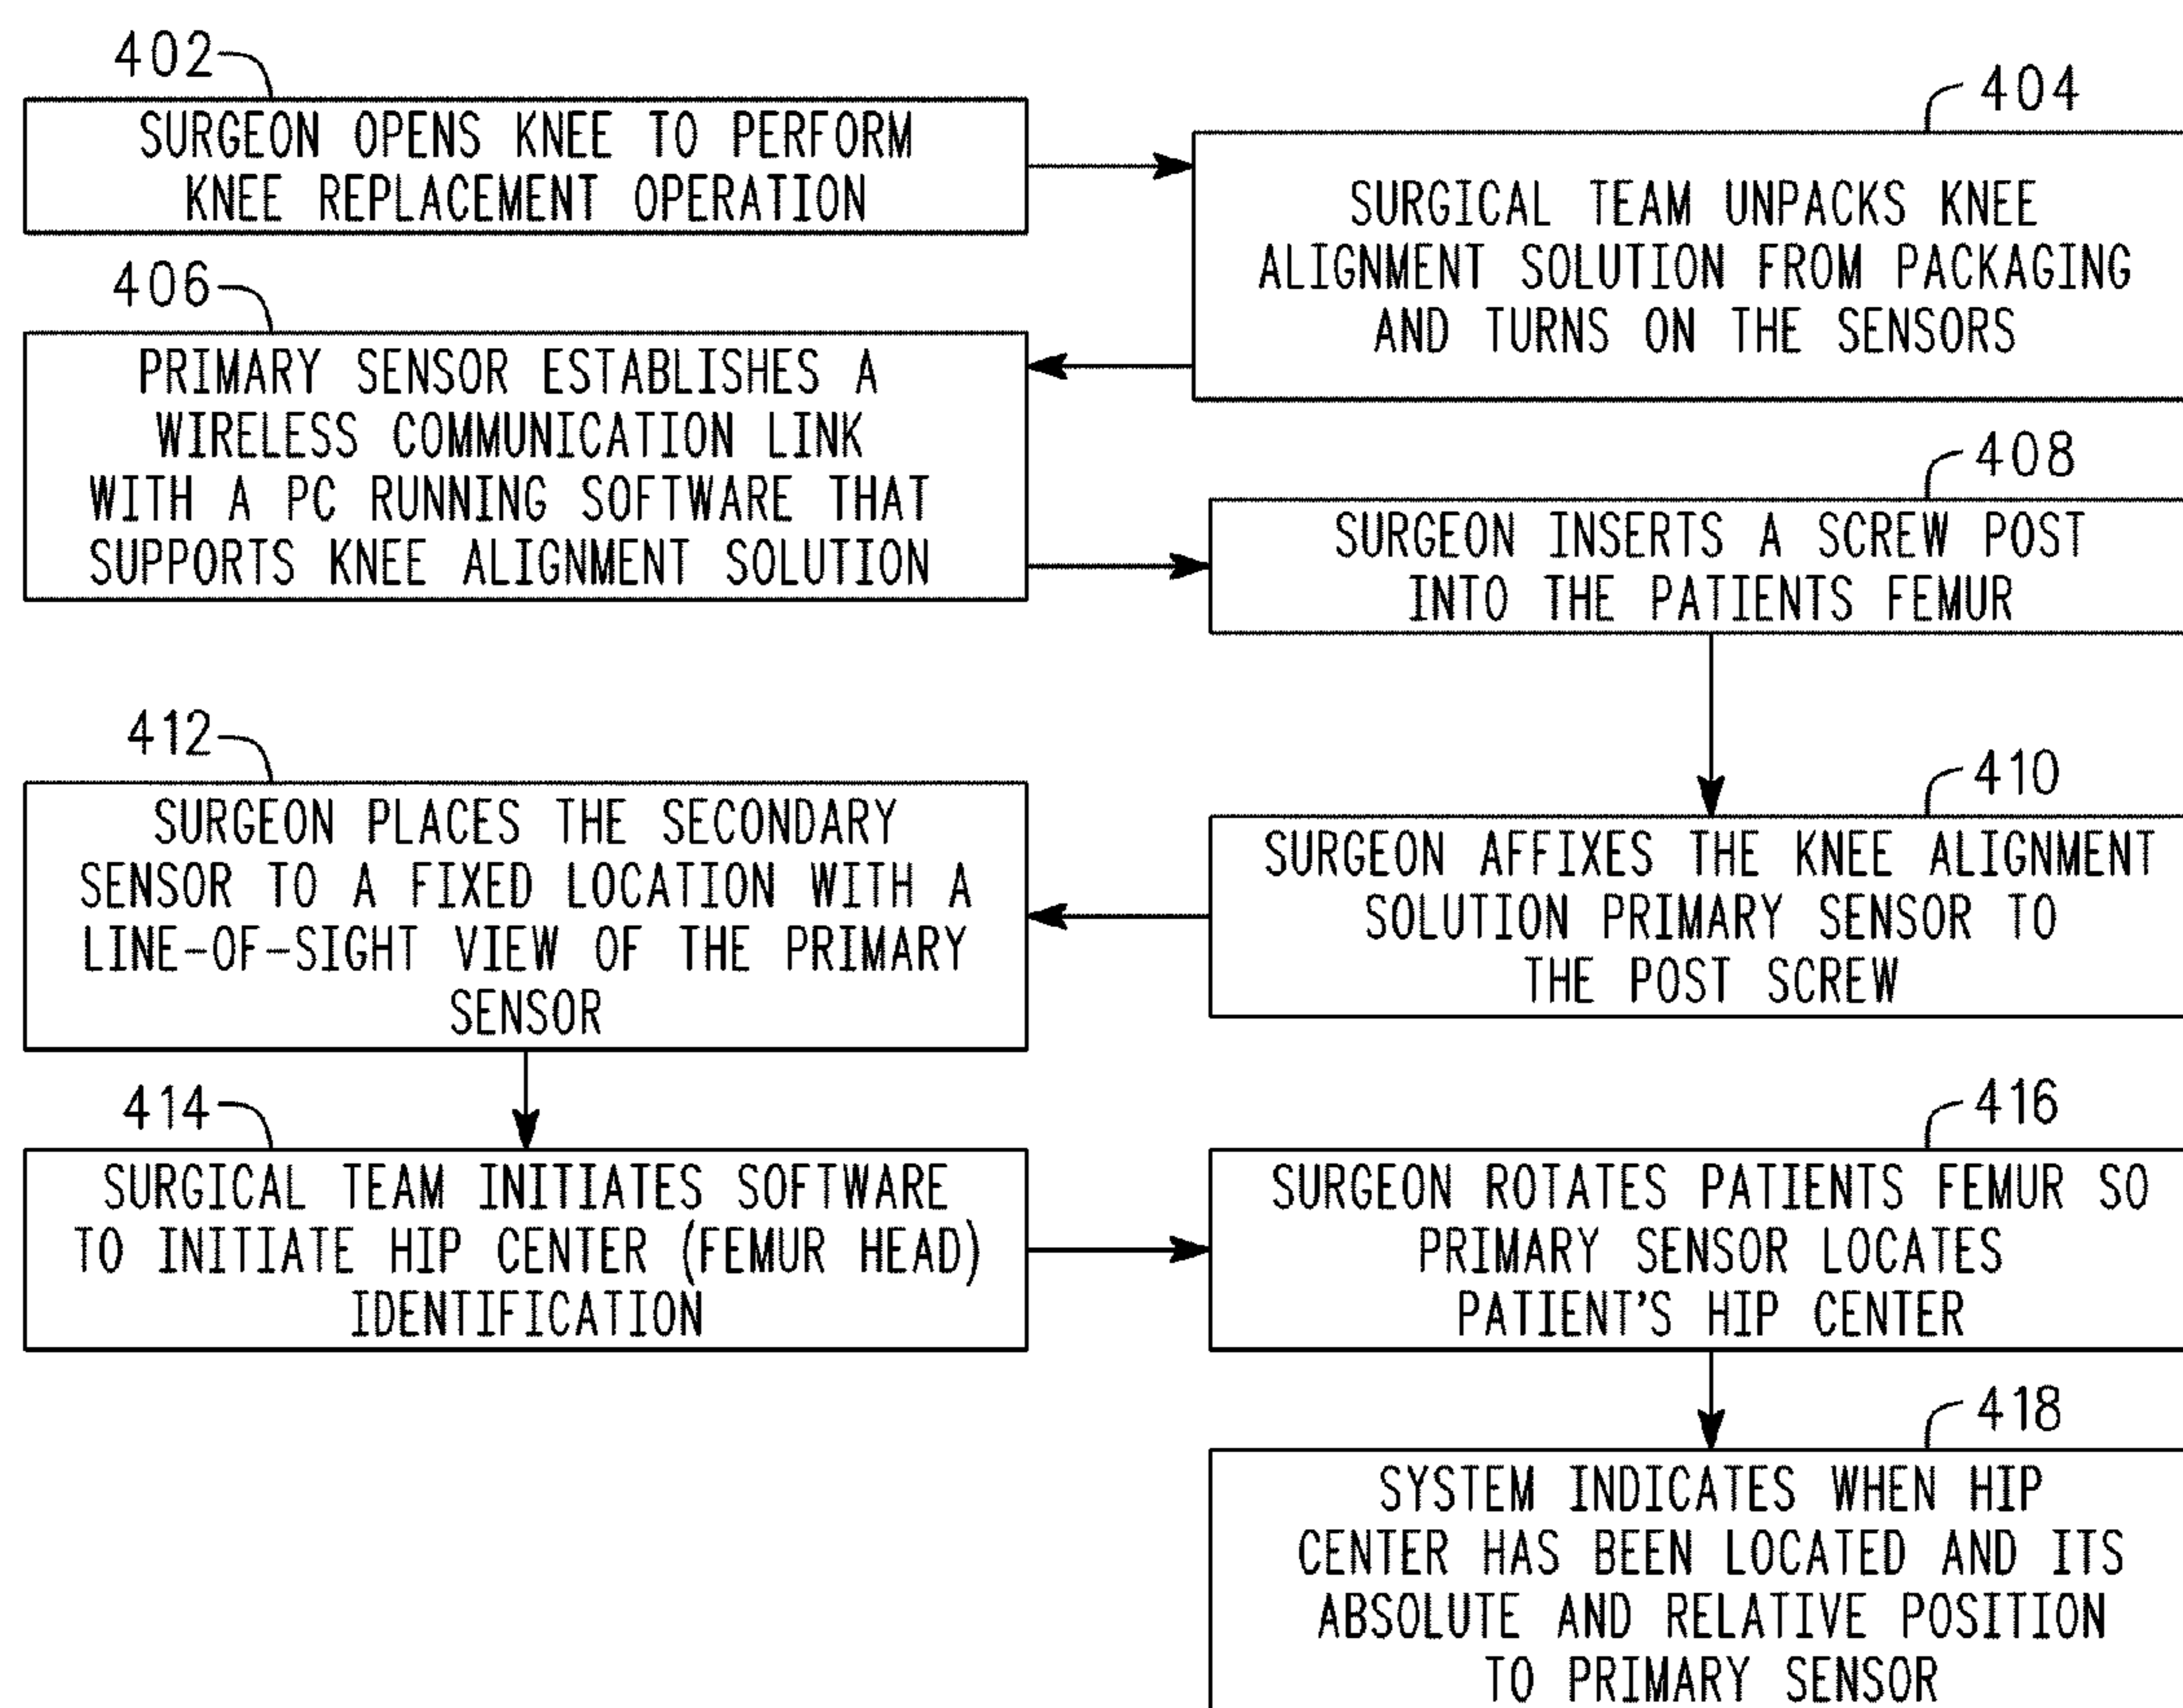 402
SURGEON OPENS KNEE TO PERFORM
KNEE REPLACEMENT OPERATION
404
SURGICAL TEAM UNPACKS KNEE
ALIGNMENT SOLUTION FROM PACKAGING
AND TURNS ON THE SENSORS
406
PRIMARY SENSOR ESTABLISHES A
WIRELESS COMMUNICATION LINK
WITH A PC RUNNING SOFTWARE THAT
SUPPORTS KNEE ALIGNMENT SOLUTION
408
SURGEON INSERTS A SCREW POST
INTO THE PATIENTS FEMUR
410
SURGEON AFFIXES THE KNEE ALIGNMENT
SOLUTION PRIMARY SENSOR TO
THE POST SCREW
412
SURGEON PLACES THE SECONDARY
SENSOR TO A FIXED LOCATION WITH A
LINE-OF-SIGHT VIEW OF THE PRIMARY
SENSOR
414
SURGICAL TEAM INITIATES SOFTWARE
TO INITIATE HIP CENTER (FEMUR HEAD)
IDENTIFICATION
416
SURGEON ROTATES PATIENTS FEMUR SO
PRIMARY SENSOR LOCATES
PATIENT'S HIP CENTER
418
SYSTEM INDICATES WHEN HIP
CENTER HAS BEEN LOCATED AND ITS
ABSOLUTE AND RELATIVE POSITION
TO PRIMARY SENSOR